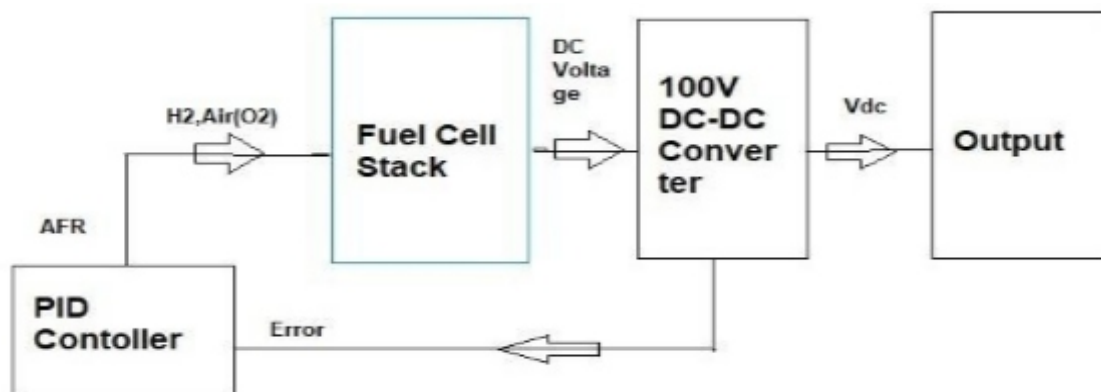 H2,Air(O2)
Fuel Cell
Stack
DC
Volta
ge
100V
DC-DC
Conver
ter
Vdc
Output
AFR
PID
Contoller
Error